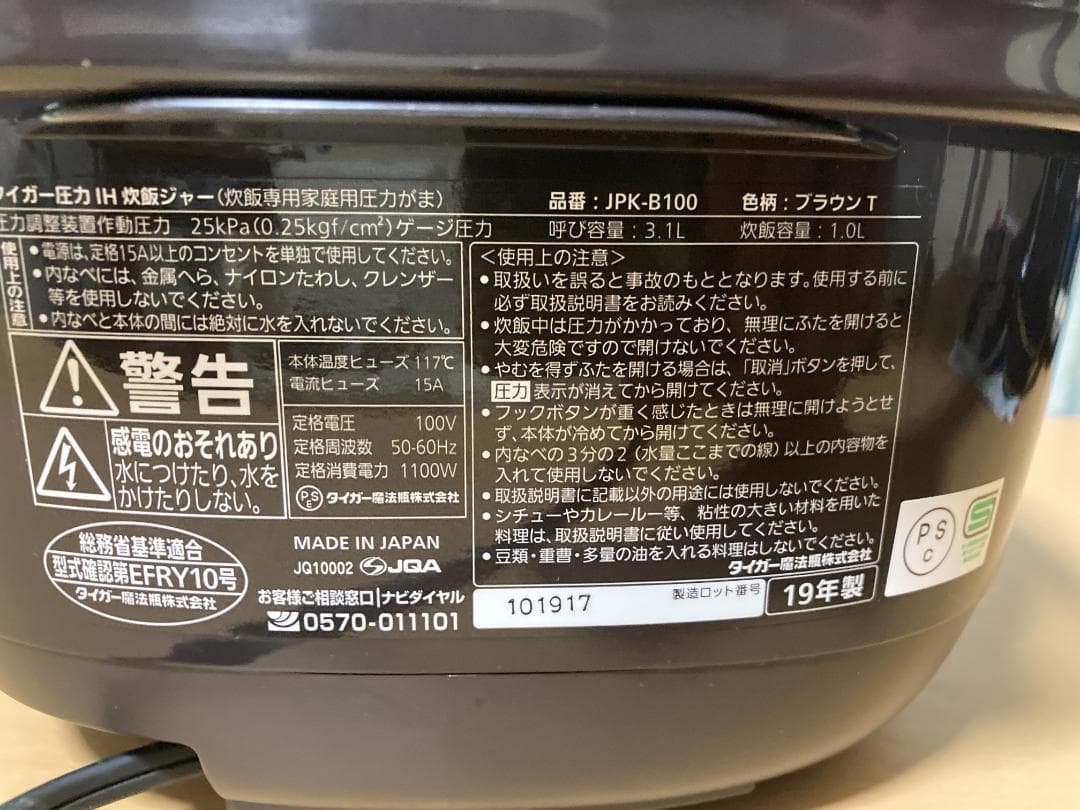 タイガー圧力IH炊飯ジャー(炊飯専用家庭用圧力がま) 品番:JPK-B100 色柄:ブラウンT
圧力調整装置作動圧力 25kPa(0.25kgf/cm²)ゲージ圧力 呼び容量:3.1L 炊飯容量:1.0L
使用上の注意
•電源は、定格15A以上のコンセントを単独で使用してください。
•内なべには、金属へら、ナイロンたわし、クレンザー
等を使用しないでください。
•内なべと本体の間には絶対に水を入れないでください。
警告
感電のおそれあり
水につけたり、水を
かけたりしない。
本体温度ヒューズ 117℃
電流ヒューズ 15A
定格電圧 100V
定格周波数 50-60Hz
定格消費電力 1100W
PSE タイガー魔法瓶株式会社
総務省基準適合
型式確認第EFRY10号
タイガー魔法瓶株式会社
MADE IN JAPAN
JQ10002 JQA
お客様ご相談窓口|ナビダイヤル
0570-011101
<使用上の注意>
•取扱いを誤ると事故のもととなります。使用する前に
必ず取扱説明書をお読みください。
•炊飯中は圧力がかかっており、無理にふたを開けると
大変危険ですので開けないでください。
•やむを得ずふたを開ける場合は、「取消」ボタンを押して、
圧力 表示が消えてから開けてください。
•フックボタンが重く感じたときは無理に開けようとせ
ず、本体が冷めてから開けてください。
•内なべの3分の2(水量ここまでの線)以上の内容物を
入れて使用しないでください。
•取扱説明書に記載以外の用途には使用しないでください。
•シチューやカレールー等、粘性の大きい材料を用いた
料理は、取扱説明書に従い使用してください。
•豆類・重曹・多量の油を入れる料理はしないでください。
タイガー魔法瓶株式会社
101917 製造ロット番号 19年製
PS
C